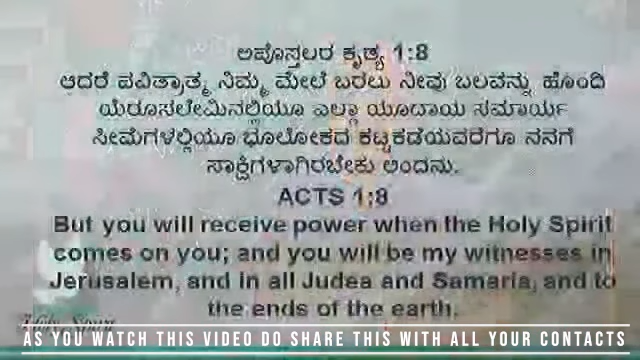 ಅಪೊಸ್ತಲರ ಕೃತ್ಯ 1:8
ಆದರೆ ಪವಿತ್ರಾತ್ಮ ನಿಮ್ಮ ಮೇಲೆ ಬರಲು ನೀವು ಬಲವನ್ನು ಹೊಂದಿ
ಯೆರೂಸಲೇಮಿನಲ್ಲಿಯೂ ಎಲ್ಲಾ ಯೂದಾಯ ಸಮಾರ್ಯ
ಸೀಮೆಗಳಲ್ಲಿಯೂ ಭೂಲೋಕದ ಕಟ್ಟಕಡೆಯವರೆಗೂ ನನಗೆ
ಸಾಕ್ಷಿಗಳಾಗಿರಬೇಕು ಅಂದನು.
ACTS 1:8
But you will receive power when the Holy Spirit
comes on you; and you will be my witnesses in
Jerusalem, and in all Judea and Samaria, and to
the ends of the earth.
AS YOU WATCH THIS VIDEO DO SHARE THIS WITH ALL YOUR CONTACTS